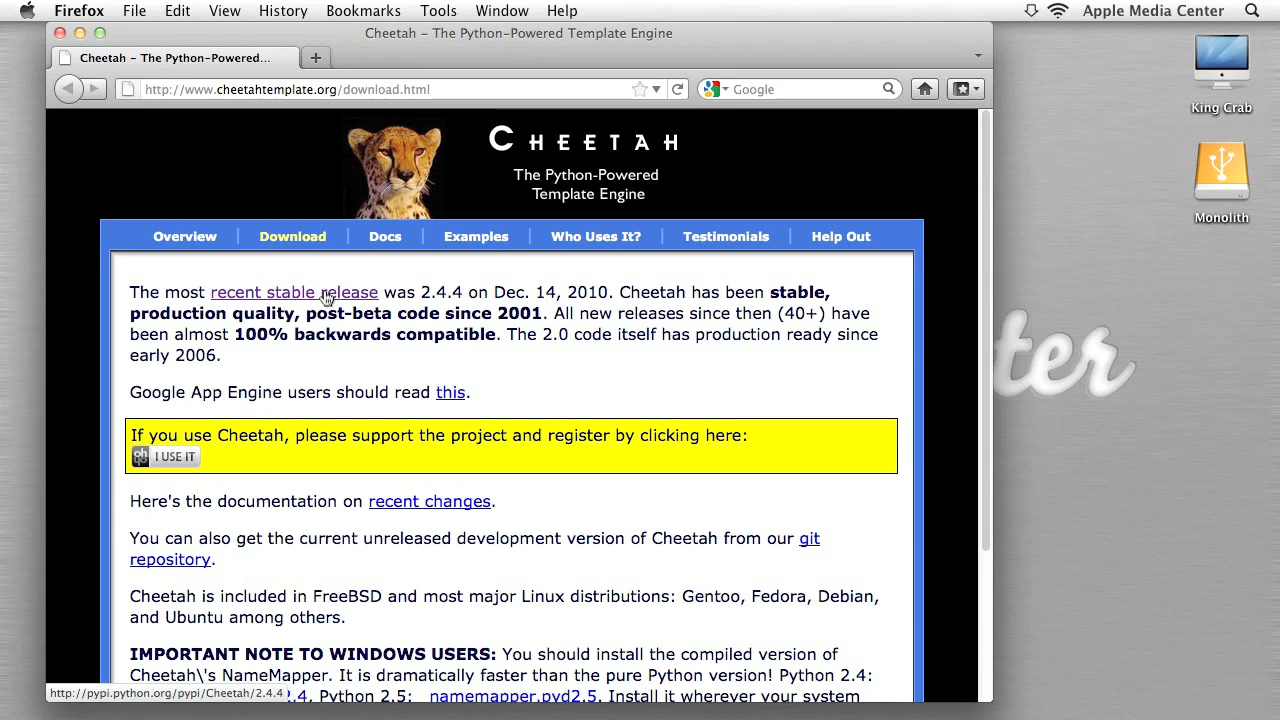 Firefox File Edit View History Bookmarks Tools Window Help Apple Media Center
Cheetah – The Python-Powered Template Engine
Cheetah – The Python-Powered...
http://www.cheetahtemplate.org/download.html Google
King Crab
Monolith
CHEETAH
The Python-Powered
Template Engine
Overview Download Docs Examples Who Uses It? Testimonials Help Out
The most recent stable release was 2.4.4 on Dec. 14, 2010. Cheetah has been stable,
production quality, post-beta code since 2001. All new releases since then (40+) have
been almost 100% backwards compatible. The 2.0 code itself has production ready since
early 2006.
ter
Google App Engine users should read this.
If you use Cheetah, please support the project and register by clicking here:
oh lo I USE IT
Here's the documentation on recent changes.
You can also get the current unreleased development version of Cheetah from our git
repository.
Cheetah is included in FreeBSD and most major Linux distributions: Gentoo, Fedora, Debian,
and Ubuntu among others.
IMPORTANT NOTE TO WINDOWS USERS: You should install the compiled version of
Cheetah\'s NameMapper. It is dramatically faster than the pure Python version! Python 2.4:
2.4, Python 2.5: namemapper.pyd2.5. Install it wherever your system
http://pypi.python.org/pypi/Cheetah/2.4.4